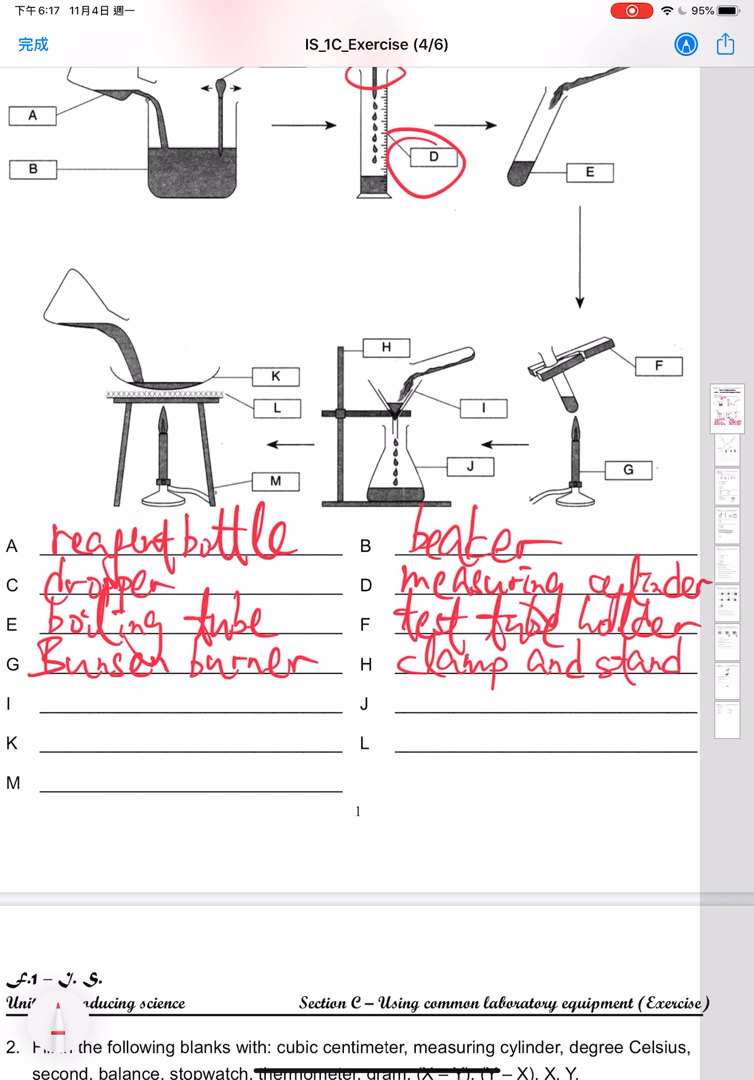 下午6:17 11月4日 週一
95%
完成
IS_1C_Exercise (4/6)
A
B
D
E
H
F
K
L
I
J
M
G
A reagent bottle B beaker
C dropper D measuring cylinder
E boiling tube F test tube holder
G Bunsen burner H clamp and stand
I J
K L
M
1
F.1 – I. S.
Section C – Using common laboratory equipment (Exercise)
2. the following blanks with: cubic centimeter, measuring cylinder, degree Celsius,
second, balance, stopwatch, thermometer, gram, (X – Y), (Y – X), X, Y.